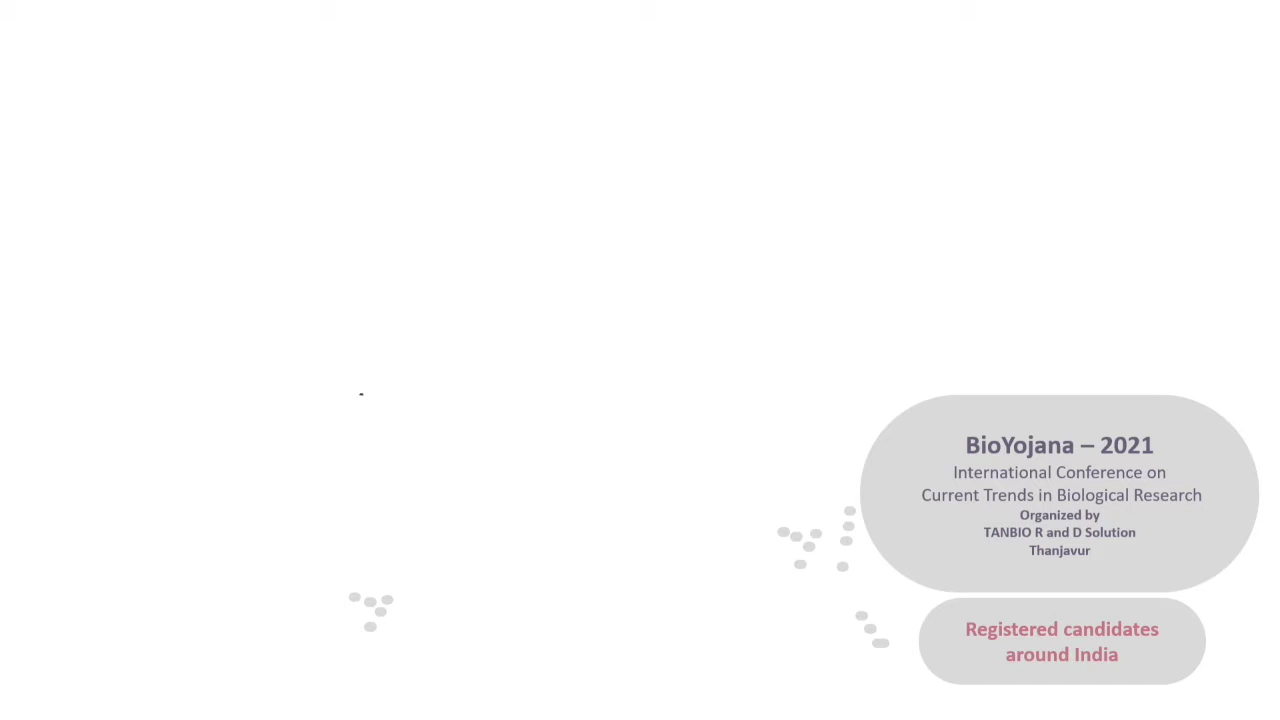 BioYojana – 2021
International Conference on
Current Trends in Biological Research
Organized by
TANBIO R and D Solution
Thanjavur
Registered candidates
around India